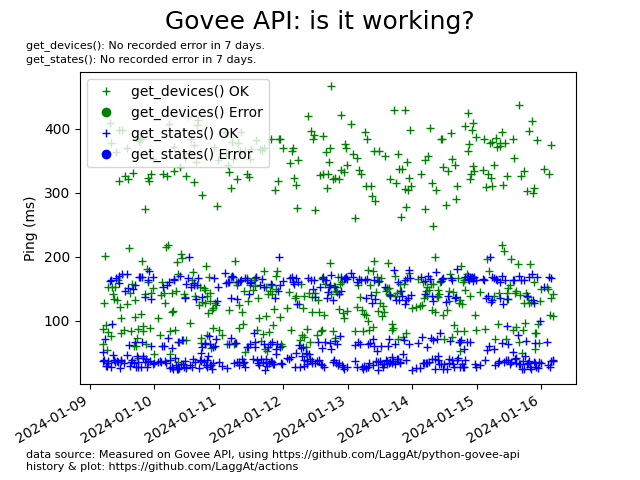 Govee API: is it working?
get_devices(): No recorded error in 7 days.
get_states(): No recorded error in 7 days.
get_devices() OK
get_devices() Error
get_states() OK
get_states() Error
Ping (ms)
400
300
200
100
2024-01-09
2024-01-10
2024-01-11
2024-01-12
2024-01-13
2024-01-14
2024-01-15
2024-01-16
data source: Measured on Govee API, using https://github.com/LaggAt/python-govee-api
history & plot: https://github.com/LaggAt/actions